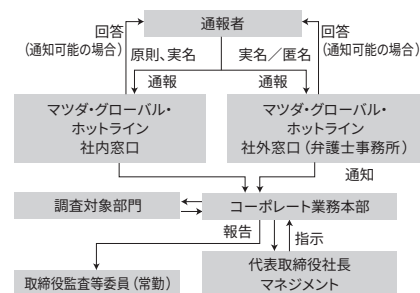 通報者
回答
(通知可能の場合)
回答
(通知可能の場合)
原則、実名
実名／匿名
通報
通報
マツダ・グローバル・
ホットライン
社内窓口
マツダ・グローバル・
ホットライン
社外窓口(弁護士事務所)
通知
調査対象部門
コーポレート業務本部
報告
指示
取締役監査等委員(常勤)
代表取締役社長
マネジメント